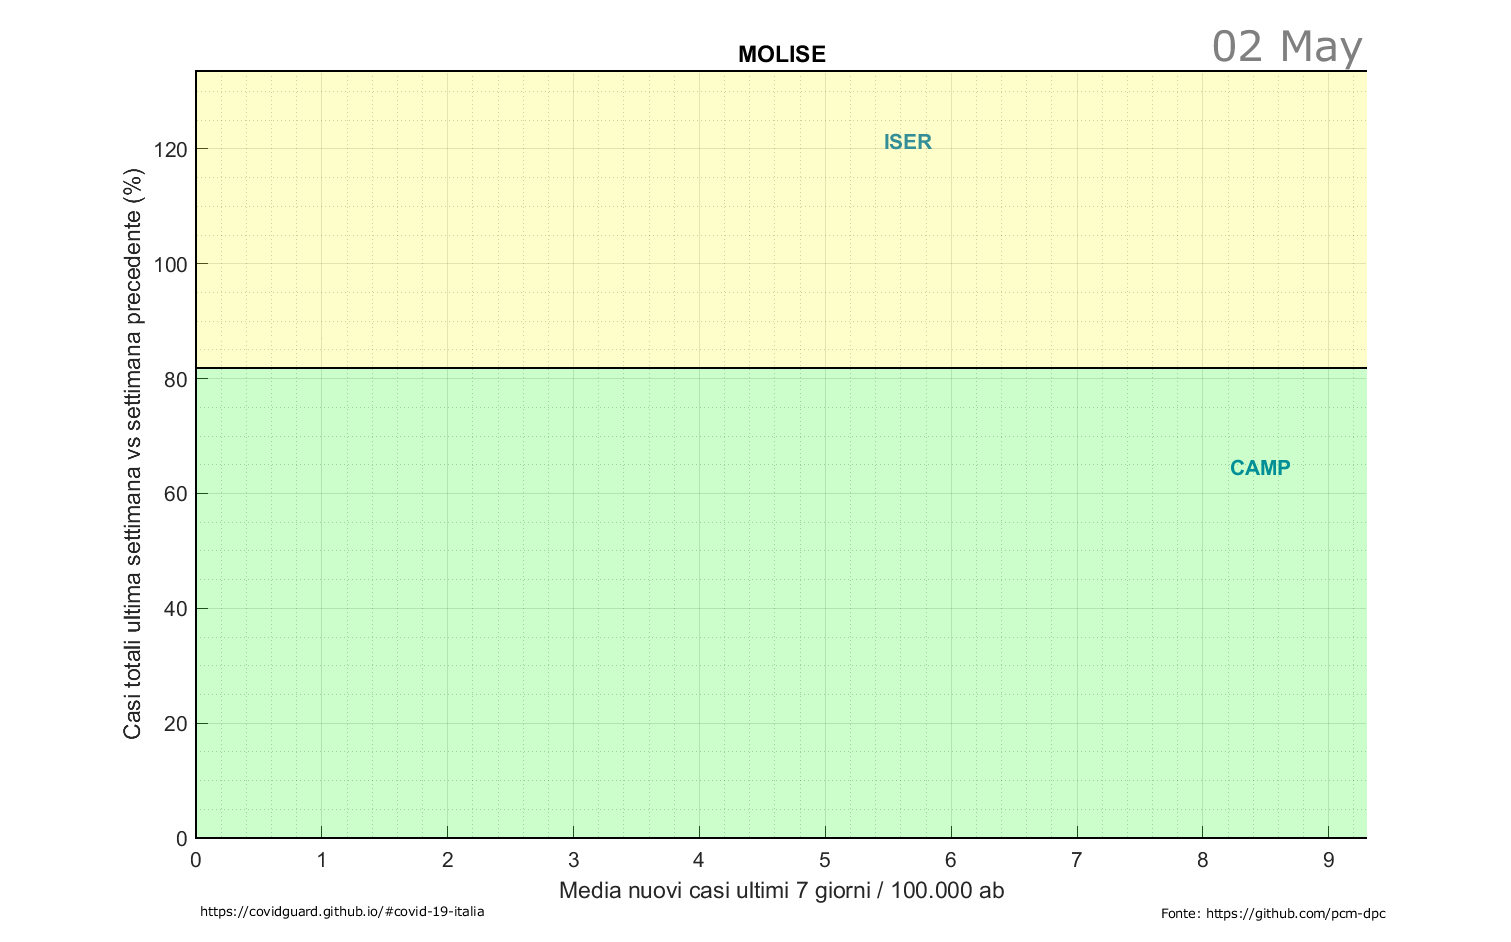 02 May
MOLISE
Casi totali ultima settimana vs settimana precedente (%)
120
100
80
60
40
20
0
ISER
CAMP
0 1 2 3 4 5 6 7 8 9
Media nuovi casi ultimi 7 giorni / 100.000 ab
https://covidguard.github.io/#covid-19-italia
Fonte: https://github.com/pcm-dpc